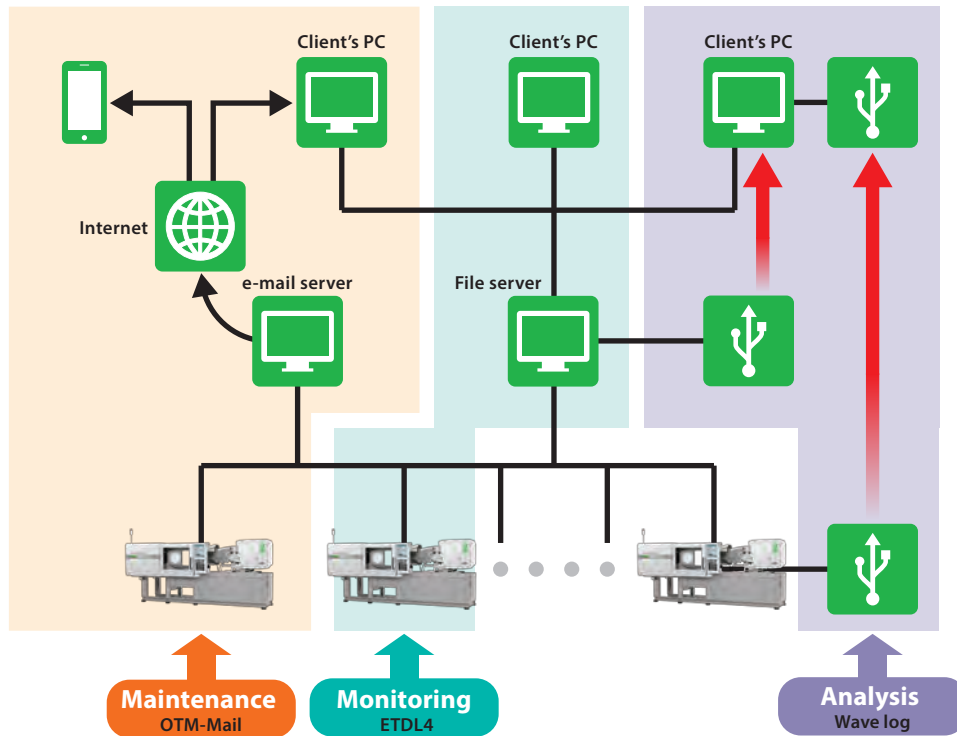 Client's PC
Client's PC
Client's PC
Internet
e-mail server
File server
Maintenance
OTM-Mail
Monitoring
ETDL4
Analysis
Wave log